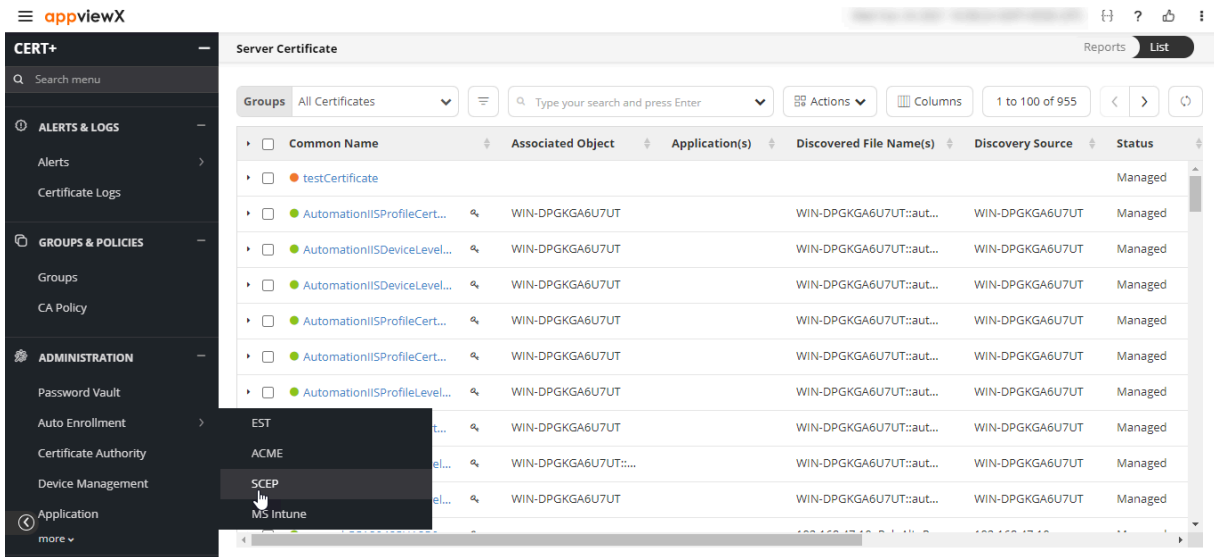 appviewX
?
CERT+
Server Certificate
Reports List
Search menu
Groups All Certificates
Type your search and press Enter
Actions
Columns
1 to 100 of 955
ALERTS & LOGS
Alerts
Certificate Logs
GROUPS & POLICIES
Groups
CA Policy
ADMINISTRATION
Password Vault
Auto Enrollment
Certificate Authority
Device Management
Application
more
EST
ACME
SCEP
MS Intune
Common Name Associated Object Application(s) Discovered File Name(s) Discovery Source Status
testCertificate Managed
AutomationIISProfileCert... WIN-DPGKGA6U7UT WIN-DPGKGA6U7UT::aut... WIN-DPGKGA6U7UT Managed
AutomationIISDeviceLevel... WIN-DPGKGA6U7UT WIN-DPGKGA6U7UT::aut... WIN-DPGKGA6U7UT Managed
AutomationIISDeviceLevel... WIN-DPGKGA6U7UT WIN-DPGKGA6U7UT::aut... WIN-DPGKGA6U7UT Managed
AutomationIISProfileCert... WIN-DPGKGA6U7UT WIN-DPGKGA6U7UT::aut... WIN-DPGKGA6U7UT Managed
AutomationIISProfileCert... WIN-DPGKGA6U7UT WIN-DPGKGA6U7UT::aut... WIN-DPGKGA6U7UT Managed
AutomationIISProfileLevel... WIN-DPGKGA6U7UT WIN-DPGKGA6U7UT::aut... WIN-DPGKGA6U7UT Managed
t... WIN-DPGKGA6U7UT WIN-DPGKGA6U7UT::aut... WIN-DPGKGA6U7UT Managed
el... WIN-DPGKGA6U7UT::... WIN-DPGKGA6U7UT::aut... WIN-DPGKGA6U7UT Managed
el... WIN-DPGKGA6U7UT WIN-DPGKGA6U7UT::aut... WIN-DPGKGA6U7UT Managed